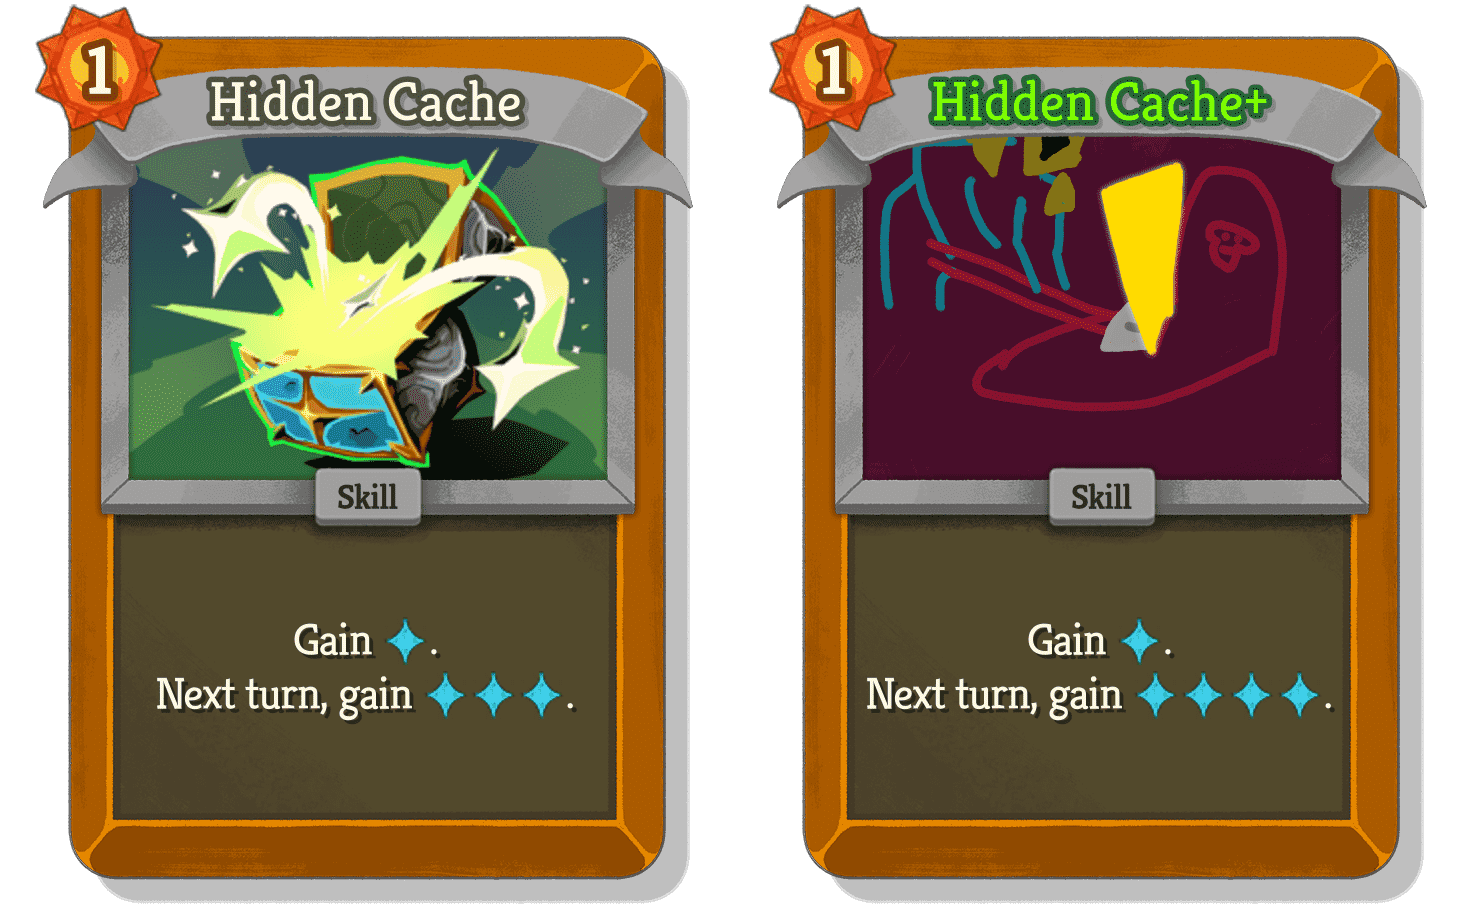 1
Hidden Cache
Skill
Gain ✦.
Next turn, gain ✦✦✦.
1
Hidden Cache+
Skill
Gain ✦.
Next turn, gain ✦✦✦✦.